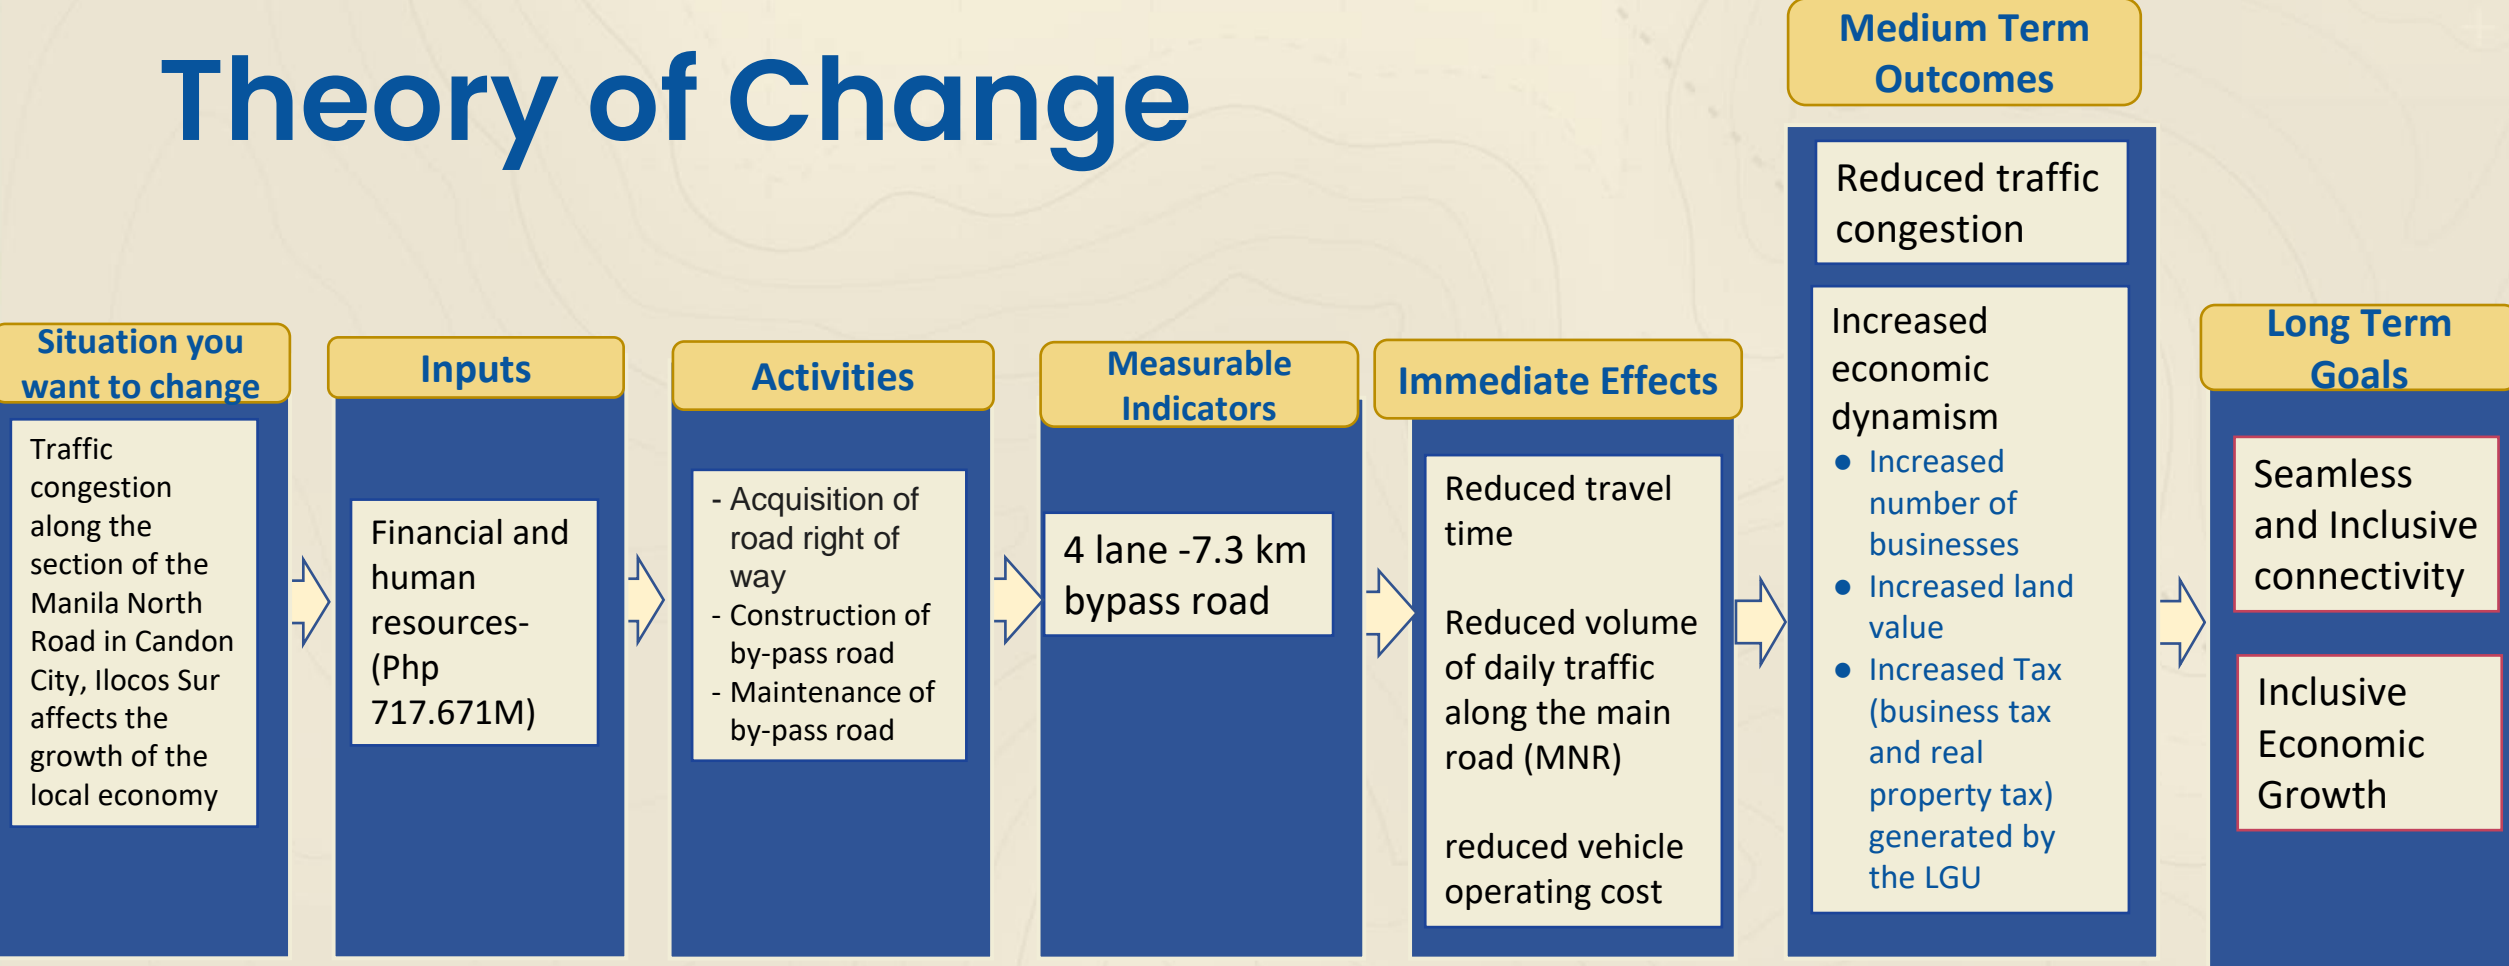 Theory of Change
Situation you
want to change
Traffic
congestion
along the
section of the
Manila North
Road in Candon
City, Ilocos Sur
affects the
growth of the
local economy
Inputs
Financial and
human
resources-
(Php
717.671M)
Activities
- Acquisition of
road right of
way
- Construction of
by-pass road
- Maintenance of
by-pass road
Measurable
Indicators
4 lane -7.3 km
bypass road
Immediate Effects
Reduced travel
time
Reduced volume
of daily traffic
along the main
road (MNR)
reduced vehicle
operating cost
Medium Term
Outcomes
Reduced traffic
congestion
Increased
economic
dynamism
● Increased
number of
businesses
● Increased land
value
● Increased Tax
(business tax
and real
property tax)
generated by
the LGU
Long Term
Goals
Seamless
and Inclusive
connectivity
Inclusive
Economic
Growth